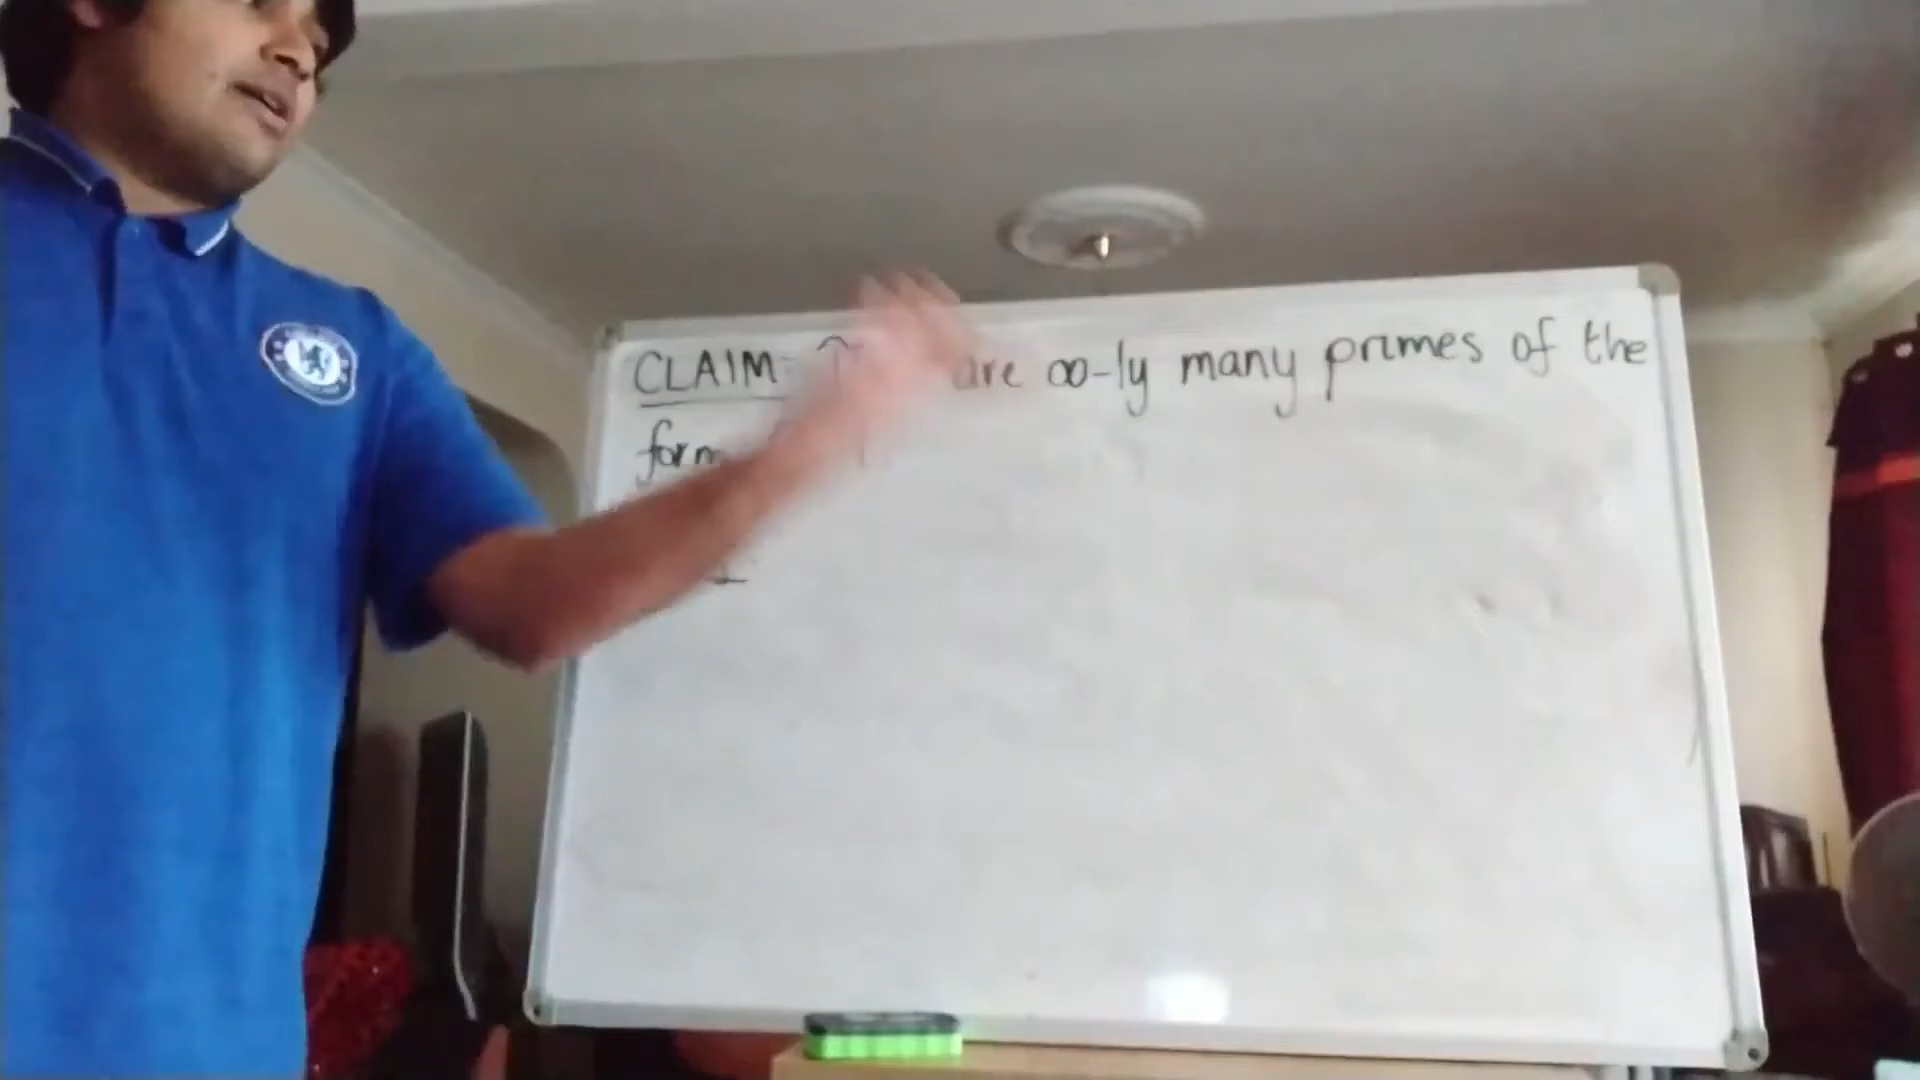 CLAIM: are ∞-ly many primes of the
form